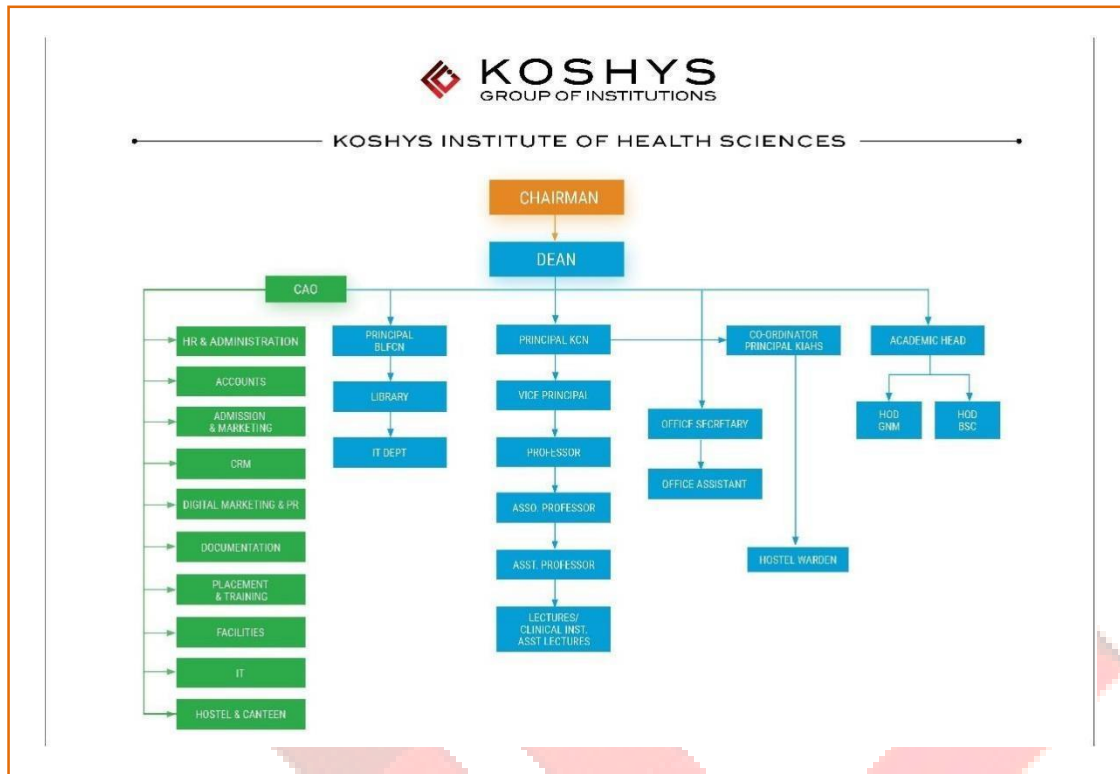 KOSHYS
GROUP OF INSTITUTIONS
KOSHYS INSTITUTE OF HEALTH SCIENCES
CHAIRMAN
DEAN
CAO
HR & ADMINISTRATION
ACCOUNTS
ADMISSION
& MARKETING
CRM
DIGITAL MARKETING & PR
DOCUMENTATION
PLACEMENT
& TRAINING
FACILITIES
IT
HOSTEL & CANTEEN
PRINCIPAL
BLFCN
LIBRARY
IT DEPT
PRINCIPAL KCN
VICE PRINCIPAL
PROFESSOR
ASSO. PROFESSOR
ASST. PROFESSOR
LECTURES/
CLINICAL INST.
ASST LECTURES
OFFICE SECRETARY
OFFICE ASSISTANT
CO-ORDINATOR
PRINCIPAL KIAHS
HOSTEL WARDEN
ACADEMIC HEAD
HOD
GNM
HOD
BSC